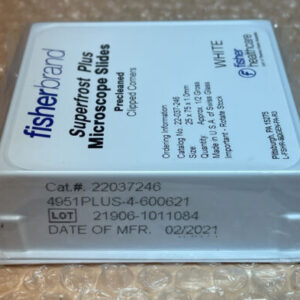 fisherbrand
Superfrost Plus
Microscope Slides
Precleaned
Clipped Corners
WHITE
fisher
healthcare
Ordering Information
Catalog No. 22-037-246
Size: 25 x 75 x 1.0mm
Quantity: Approx. 1/2 Gross
Made in U.S.A. of Swiss Glass
Important - Rotate Stock
Pittsburgh, PA 15275
Cat.#. 22037246
4951PLUS-4-600621
LOT 21906-1011084
DATE OF MFR. 02/2021